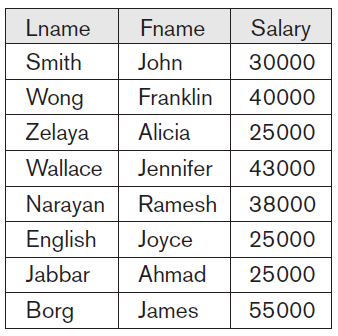 Lname Fname Salary
Smith John 30000
Wong Franklin 40000
Zelaya Alicia 25000
Wallace Jennifer 43000
Narayan Ramesh 38000
English Joyce 25000
Jabbar Ahmad 25000
Borg James 55000